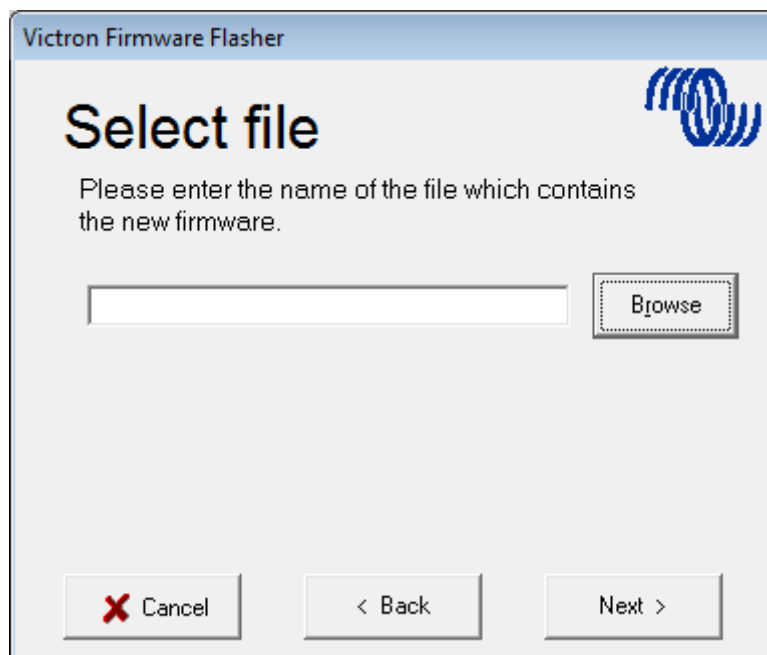 Victron Firmware Flasher
Select file
Please enter the name of the file which contains
the new firmware.
Browse
Cancel
< Back
Next >